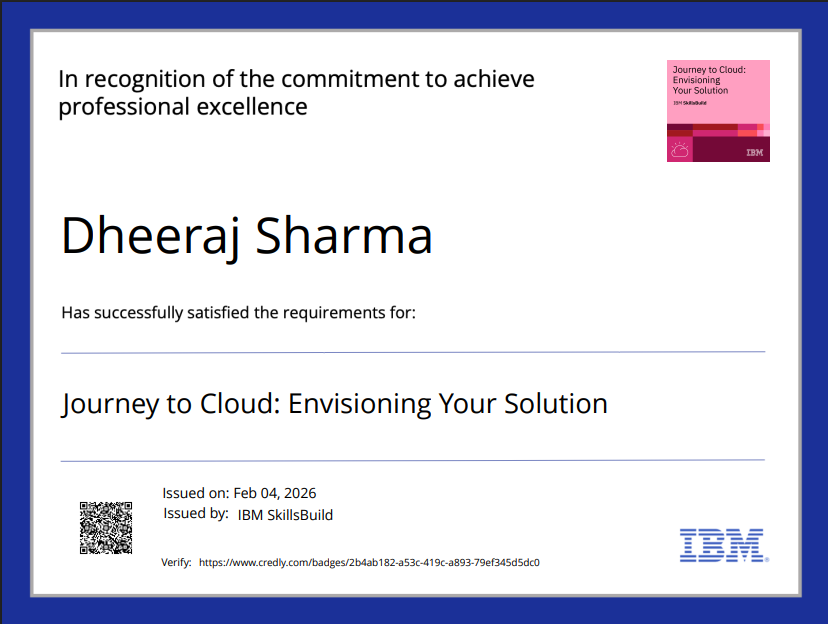 In recognition of the commitment to achieve
professional excellence
Journey to Cloud:
Envisioning
Your Solution
IBM SkillsBuild
IBM
Dheeraj Sharma
Has successfully satisfied the requirements for:
Journey to Cloud: Envisioning Your Solution
Issued on: Feb 04, 2026
Issued by: IBM SkillsBuild
Verify: https://www.credly.com/badges/2b4ab182-a53c-419c-a893-79ef345d5dc0
IBM®